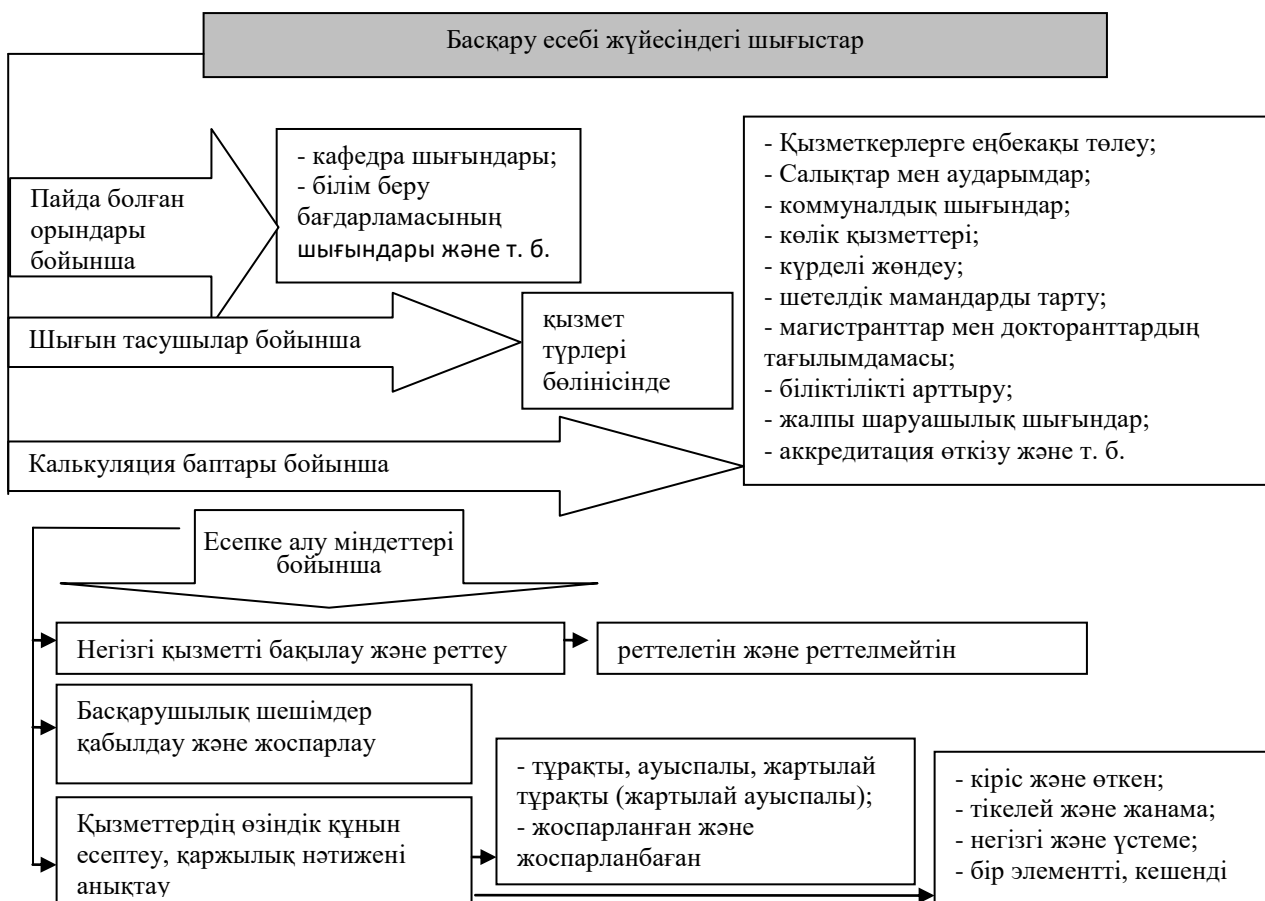 Басқару есебі жүйесіндегі шығыстар
Пайда болған
орындары
бойынша
- кафедра шығындары;
- білім беру
бағдарламасының
шығындары және т. б.
Шығын тасушылар бойынша
қызмет
түрлері
бөлінісінде
Калькуляция баптары бойынша
- Қызметкерлерге еңбекақы төлеу;
- Салықтар мен аударымдар;
- коммуналдық шығындар;
- көлік қызметтері;
- күрделі жөндеу;
- шетелдік мамандарды тарту;
- магистранттар мен докторанттардың
тағылымдамасы;
- біліктілікті арттыру;
- жалпы шаруашылық шығындар;
- аккредитация өткізу және т. б.
Есепке алу міндеттері
бойынша
Негізгі қызметті бақылау және реттеу
реттелетін және реттелмейтін
Басқарушылық шешімдер
қабылдау және жоспарлау
Қызметтердің өзіндік құнын
есептеу, қаржылық нәтижені
анықтау
- тұрақты, ауыспалы, жартылай
тұрақты (жартылай ауыспалы);
- жоспарланған және
жоспарланбаған
- кіріс және өткен;
- тікелей және жанама;
- негізгі және үстеме;
- бір элементті, кешенді